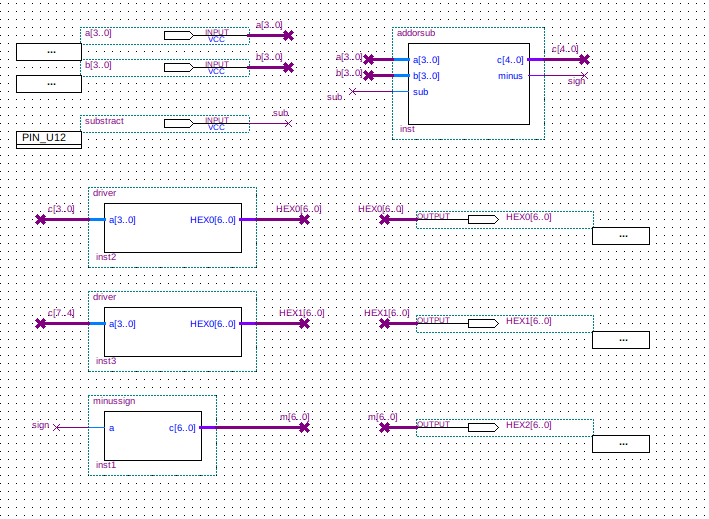 a[3..0]
INPUT
VCC
a[3..0]
...
b[3..0]
INPUT
VCC
b[3..0]
...
substract
INPUT
VCC
sub
PIN_U12
addorsub
a[3..0]
a[3..0]
c[4..0]
c[4..0]
b[3..0]
b[3..0]
minus
sign
sub
sub
inst
driver
c[3..0]
a[3..0]
HEX0[6..0]
HEX0[6..0]
inst2
HEX0[6..0]
OUTPUT
HEX0[6..0]
...
driver
c[7..4]
a[3..0]
HEX0[6..0]
HEX1[6..0]
inst3
HEX1[6..0]
OUTPUT
HEX1[6..0]
...
minussign
sign
a
c[6..0]
m[6..0]
inst1
m[6..0]
OUTPUT
HEX2[6..0]
...